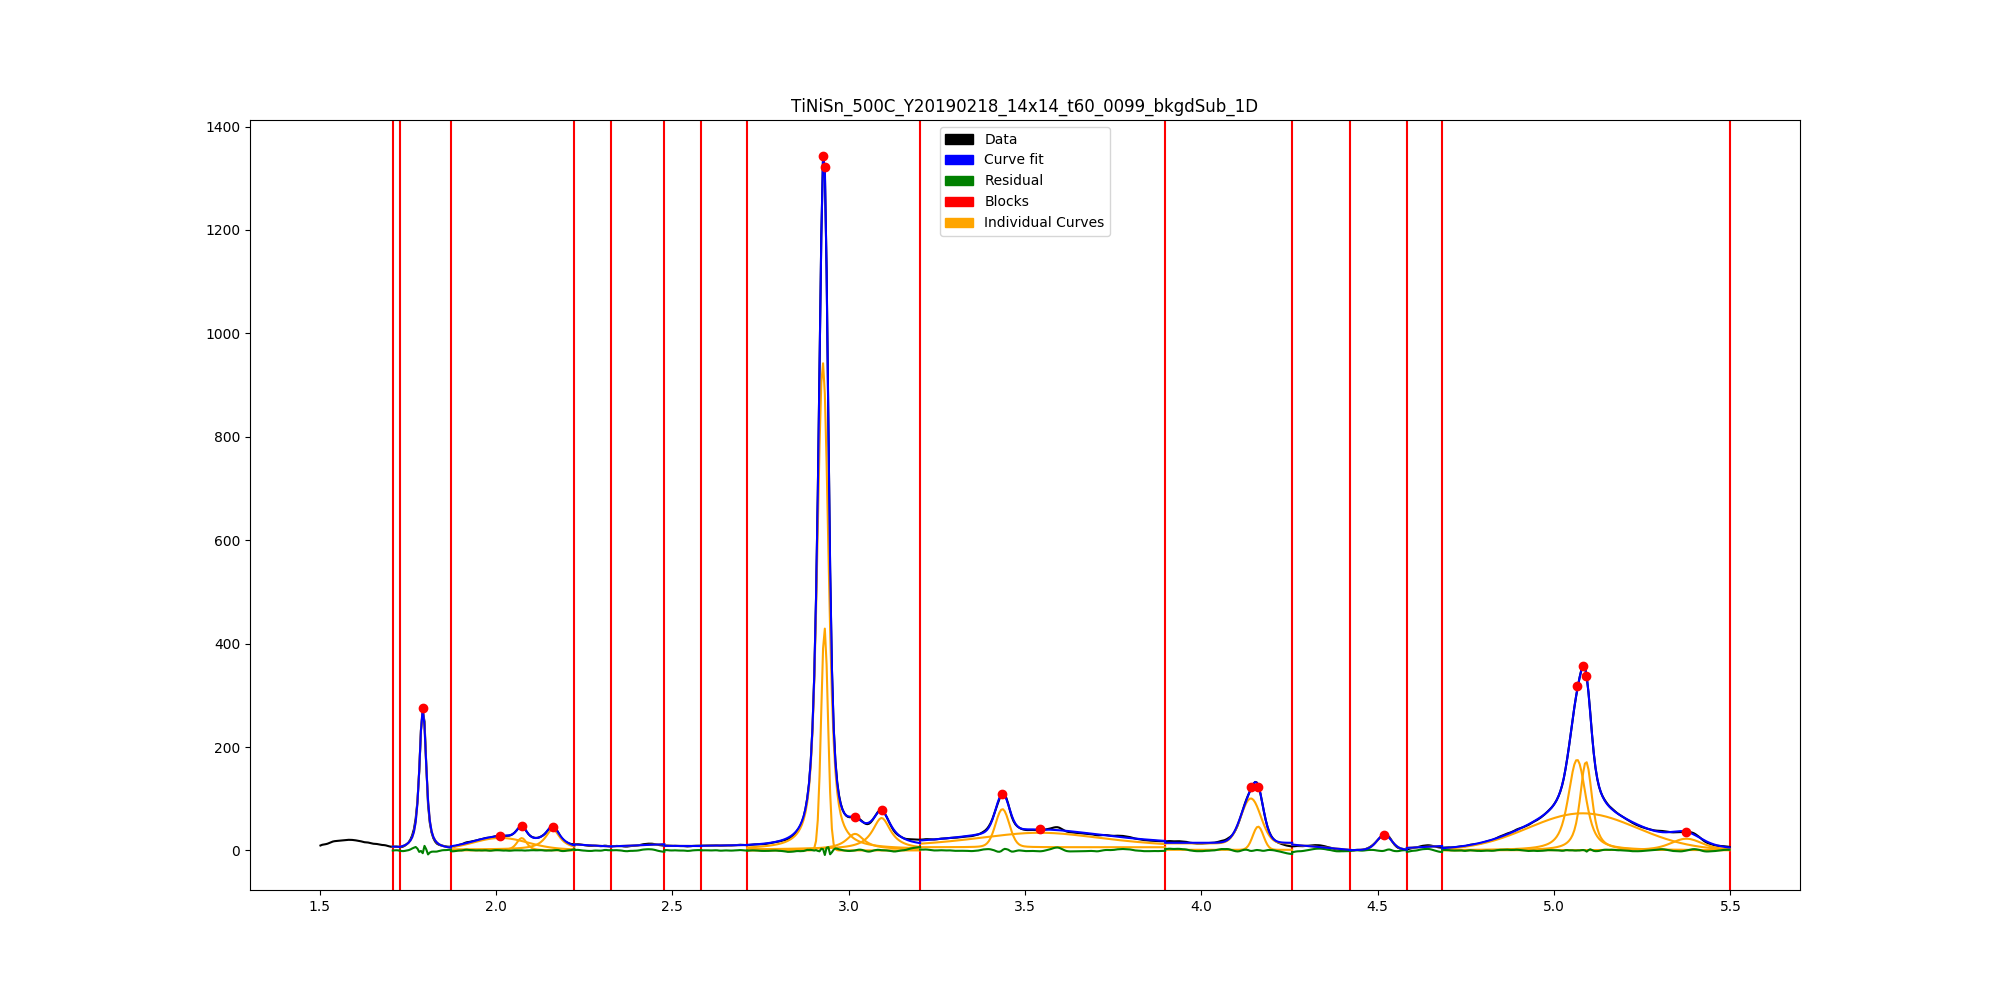 TiNiSn_500C_Y20190218_14x14_t60_0099_bkgdSub_1D
1400
1200
1000
800
600
400
200
0
Data
Curve fit
Residual
Blocks
Individual Curves
1.5 2.0 2.5 3.0 3.5 4.0 4.5 5.0 5.5